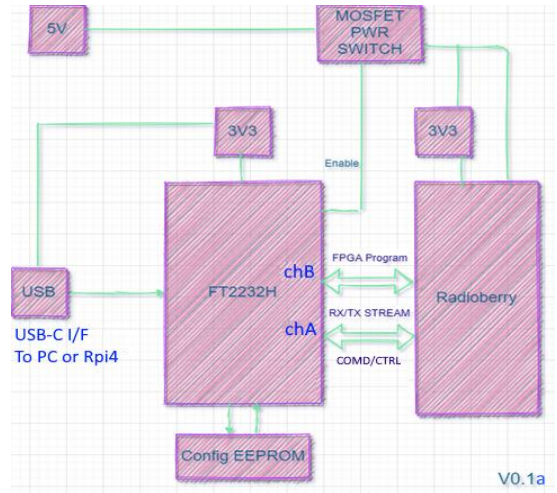 5V
MOSFET
PWR
SWITCH
3V3
3V3
Enable
FPGA Program
chB
USB
FT2232H
Radioberry
RX/TX STREAM
chA
USB-C I/F
To PC or Rpi4
COMD/CTRL
Config EEPROM
V0.1a